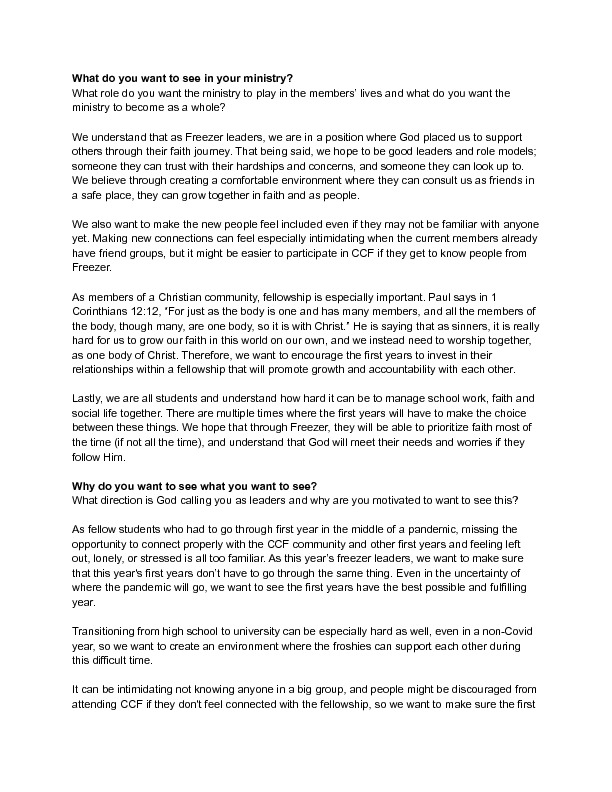 What do you want to see in your ministry?
What role do you want the ministry to play in the members' lives and what do you want the
ministry to become as a whole?
We understand that as Freezer leaders, we are in a position where God placed us to support
others through their faith journey. That being said, we hope to be good leaders and role models;
someone they can trust with their hardships and concerns, and someone they can look up to.
We believe through creating a comfortable environment where they can consult us as friends in
a safe place, they can grow together in faith and as people.
We also want to make the new people feel included even if they may not be familiar with anyone
yet. Making new connections can feel especially intimidating when the current members already
have friend groups, but it might be easier to participate in CCF if they get to know people from
Freezer.
As members of a Christian community, fellowship is especially important. Paul says in 1
Corinthians 12:12, "For just as the body is one and has many members, and all the members of
the body, though many, are one body, so it is with Christ." He is saying that as sinners, it is really
hard for us to grow our faith in this world on our own, and we instead need to worship together,
as one body of Christ. Therefore, we want to encourage the first years to invest in their
relationships within a fellowship that will promote growth and accountability with each other.
Lastly, we are all students and understand how hard it can be to manage school work, faith and
social life together. There are multiple times where the first years will have to make the choice
between these things. We hope that through Freezer, they will be able to prioritize faith most of
the time (if not all the time), and understand that God will meet their needs and worries if they
follow Him.
Why do you want to see what you want to see?
What direction is God calling you as leaders and why are you motivated to want to see this?
As fellow students who had to go through first year in the middle of a pandemic, missing the
opportunity to connect properly with the CCF community and other first years and feeling left
out, lonely, or stressed is all too familiar. As this year's freezer leaders, we want to make sure
that this year's first years don't have to go through the same thing. Even in the uncertainty of
where the pandemic will go, we want to see the first years have the best possible and fulfilling
year.
Transitioning from high school to university can be especially hard as well, even in a non-Covid
year, so we want to create an environment where the froshies can support each other during
this difficult time.
It can be intimidating not knowing anyone in a big group, and people might be discouraged from
attending CCF if they don't feel connected with the fellowship, so we want to make sure the first